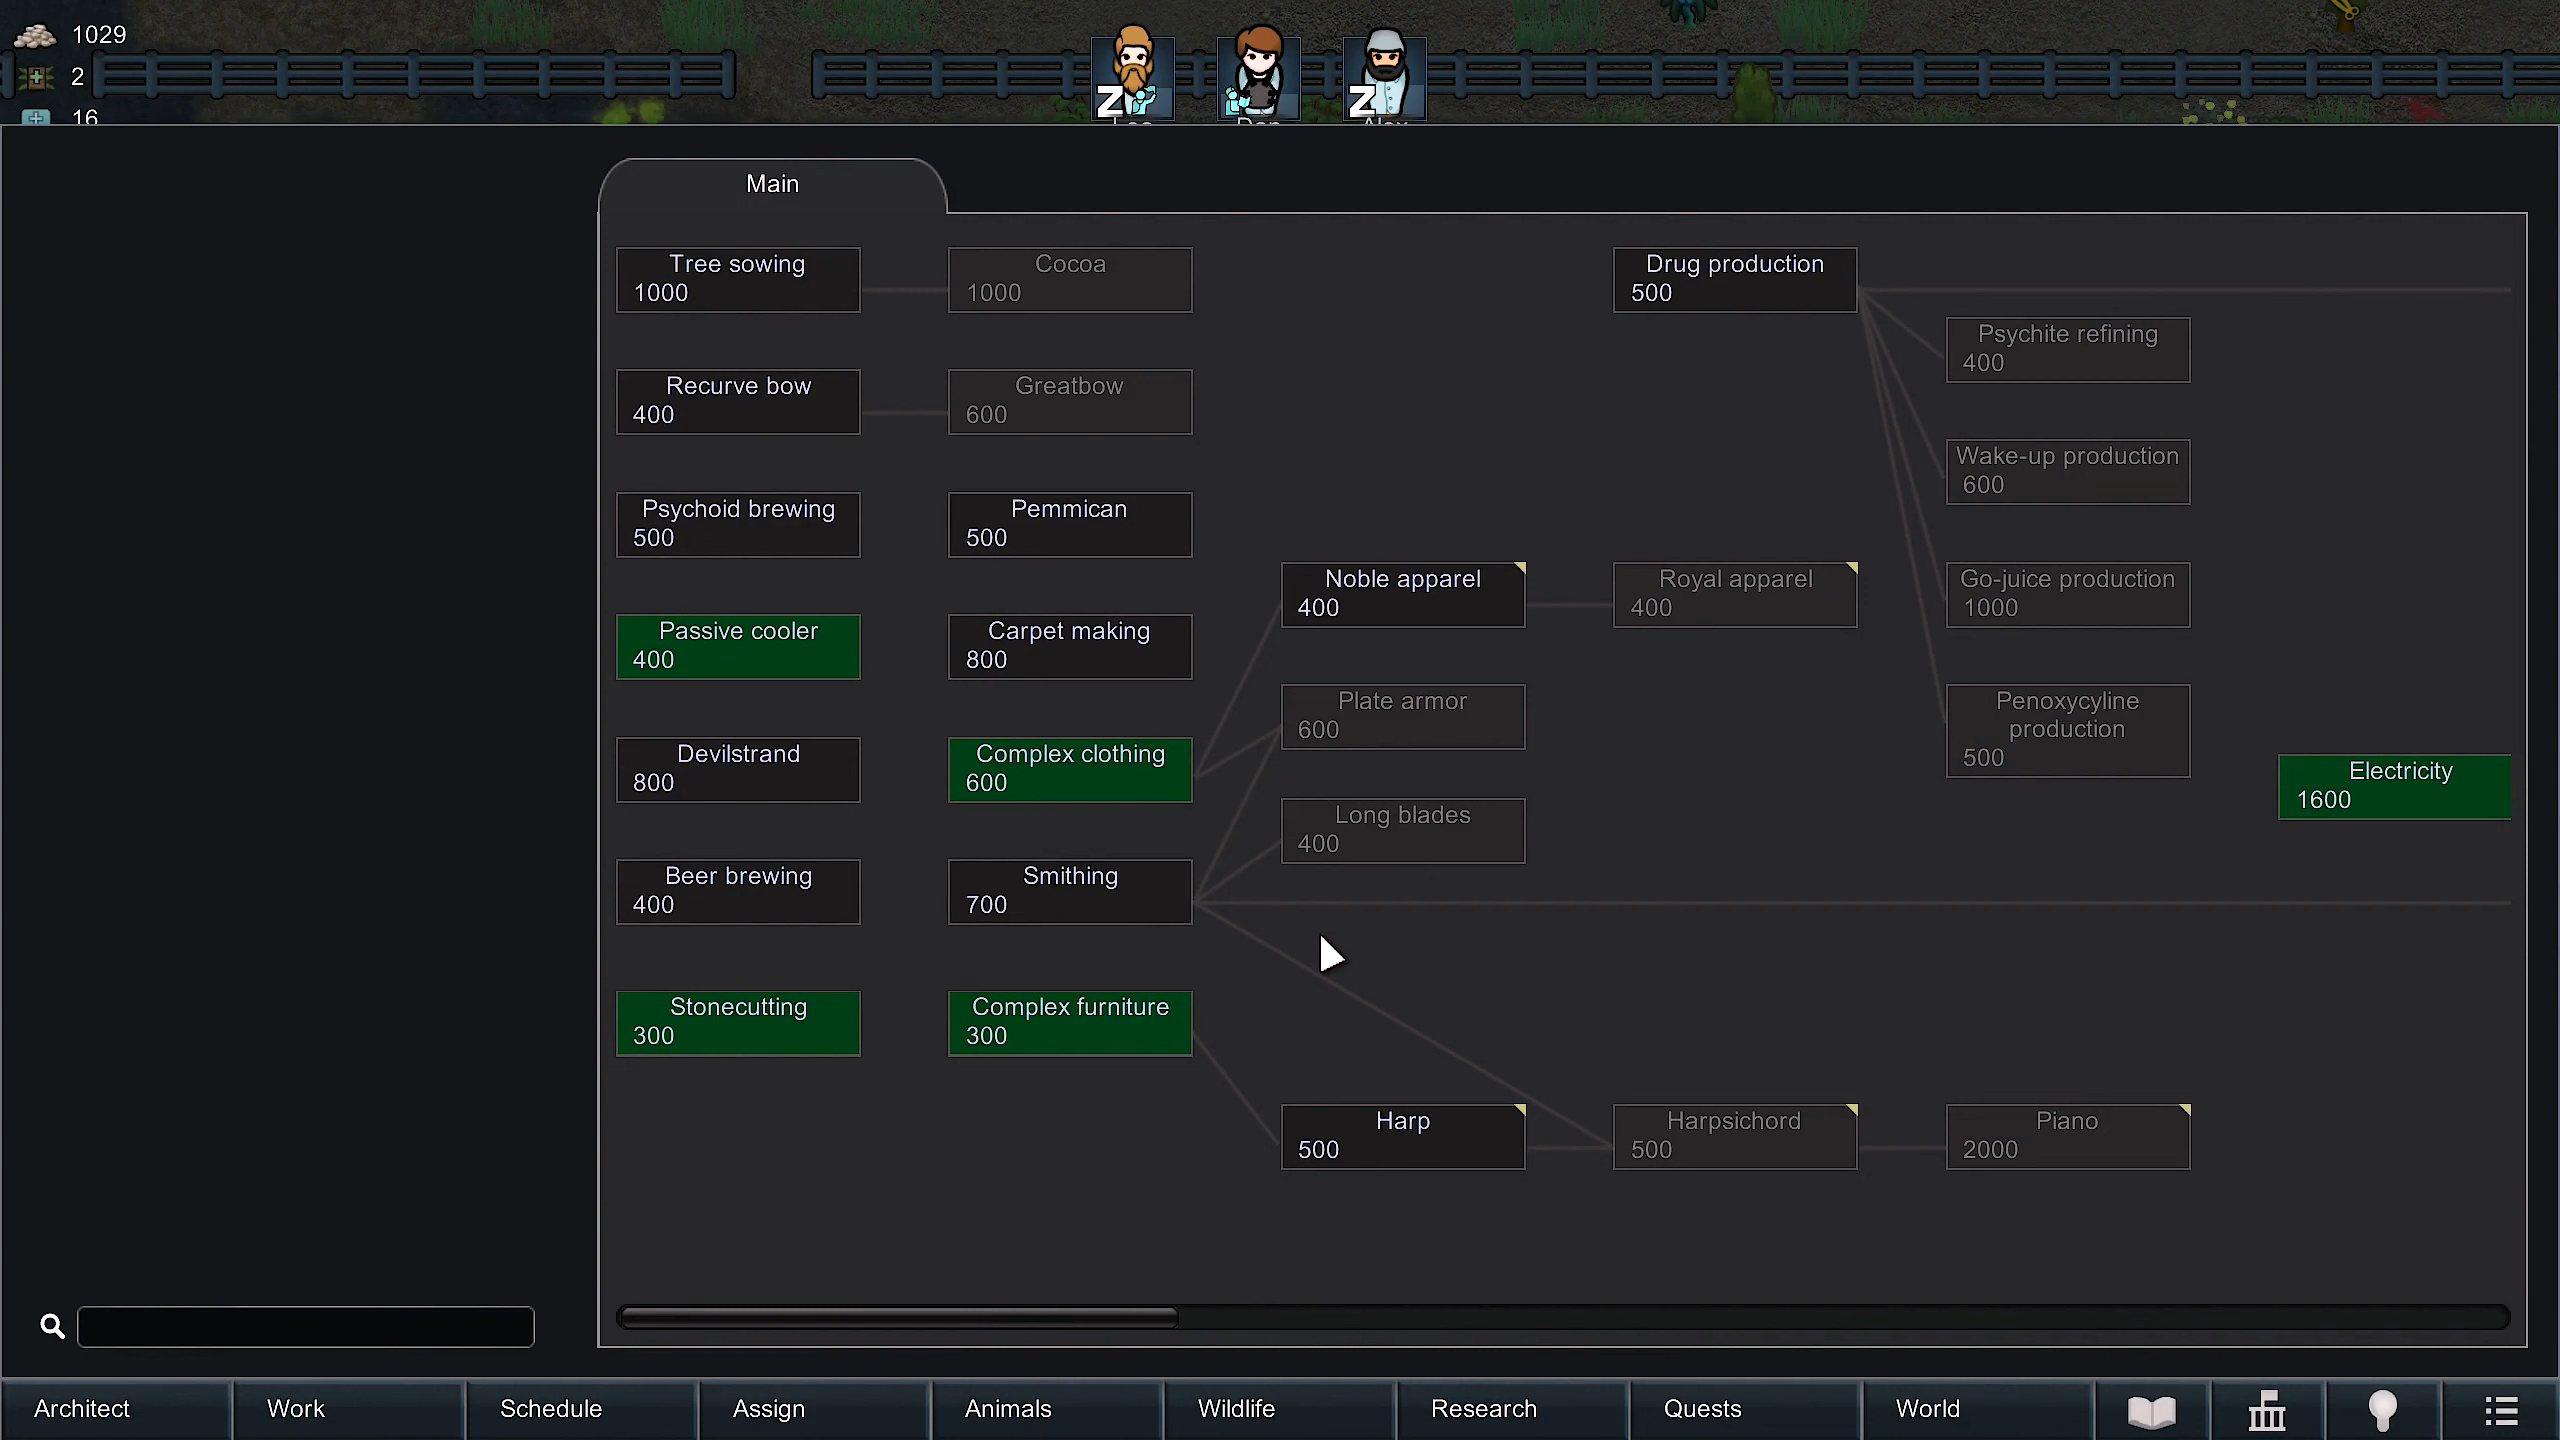 1029
2
16
Z
Z
Main
Tree sowing
1000
Cocoa
1000
Drug production
500
Psychite refining
400
Recurve bow
400
Greatbow
600
Wake-up production
600
Psychoid brewing
500
Pemmican
500
Noble apparel
400
Royal apparel
400
Go-juice production
1000
Passive cooler
400
Carpet making
800
Plate armor
600
Penoxycyline
production
500
Devilstrand
800
Complex clothing
600
Electricity
1600
Long blades
400
Beer brewing
400
Smithing
700
Stonecutting
300
Complex furniture
300
Harp
500
Harpsichord
500
Piano
2000
Architect
Work
Schedule
Assign
Animals
Wildlife
Research
Quests
World